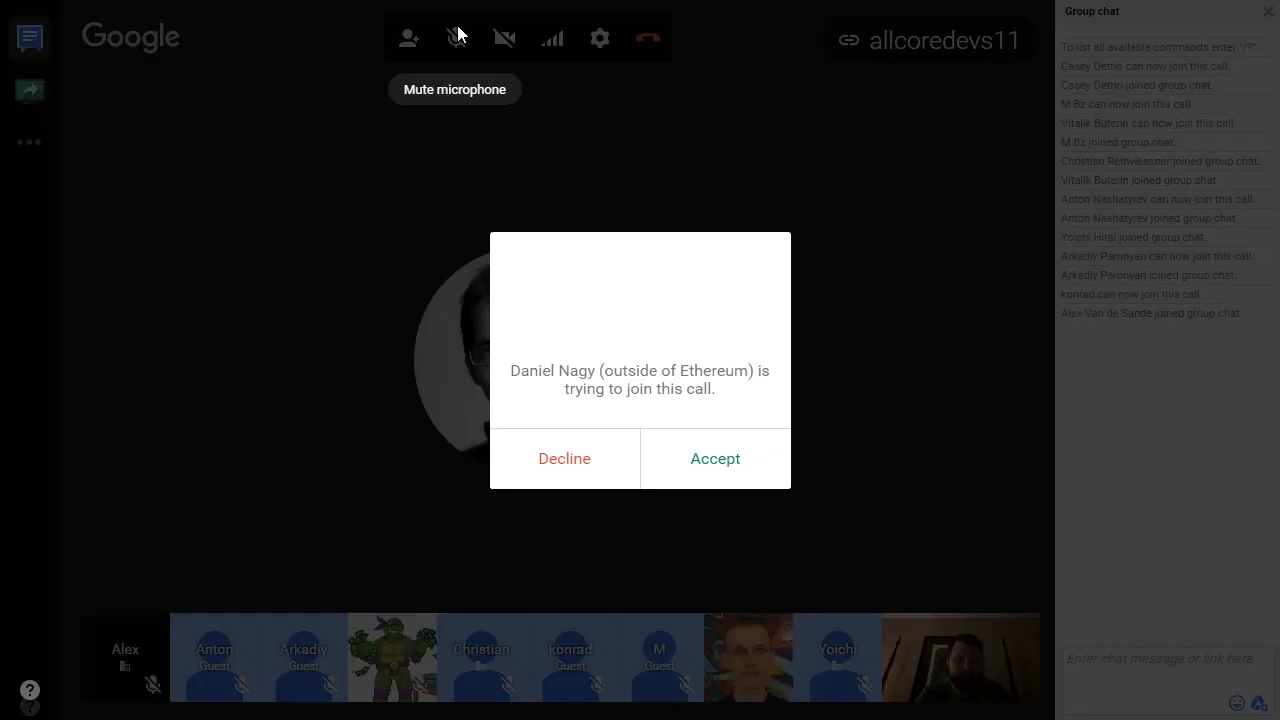 Google
allcoredevs11
Mute microphone
Group chat
To list all available commands enter "/?"
Casey Detrio can now join this call.
Casey Detrio joined group chat.
M Bz can now join this call.
Vitalik Buterin can now join this call.
M Bz joined group chat.
Christian Reitwiessner joined group chat.
Vitalik Buterin joined group chat.
Anton Nashatyrev can now join this call.
Anton Nashatyrev joined group chat.
Yoichi Hirai joined group chat.
Arkadiy Paronyan can now join this call.
Arkadiy Paronyan joined group chat.
konrad can now join this call.
Alex Van de Sande joined group chat.
Daniel Nagy (outside of Ethereum) is
trying to join this call.
Decline
Accept
Alex
Anton
Guest
Arkadiy
Guest
Christian
konrad
Guest
M
Guest
Yoichi
Enter chat message or link here
?